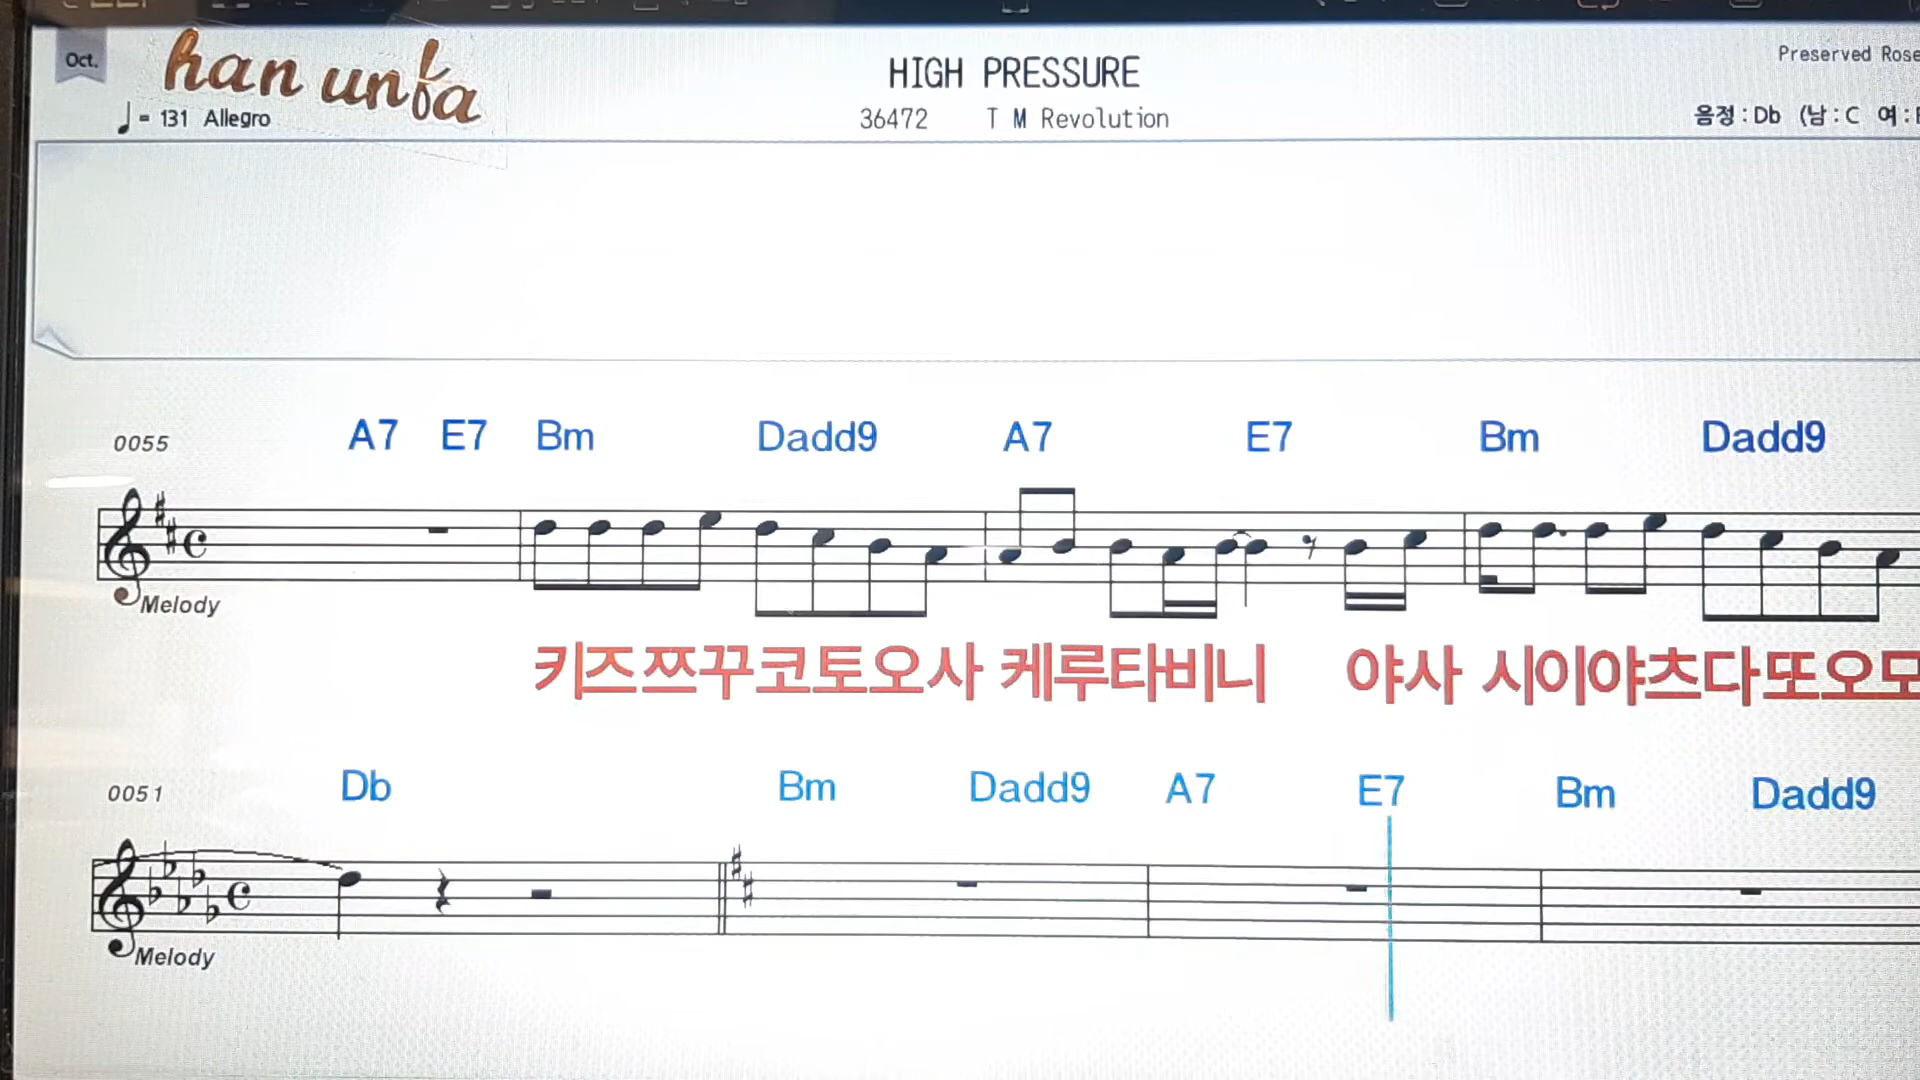 Oct.
han unfa
HIGH PRESSURE
Preserved Rose
= 131 Allegro
36472 T M Revolution
음정 : Db (남 : C 여 :
0055 A7 E7 Bm Dadd9 A7 E7 Bm Dadd9
Melody
키즈쯔꾸코토오사 케루타비니 야사 시이야츠다또오모
0051 Db Bm Dadd9 A7 E7 Bm Dadd9
Melody